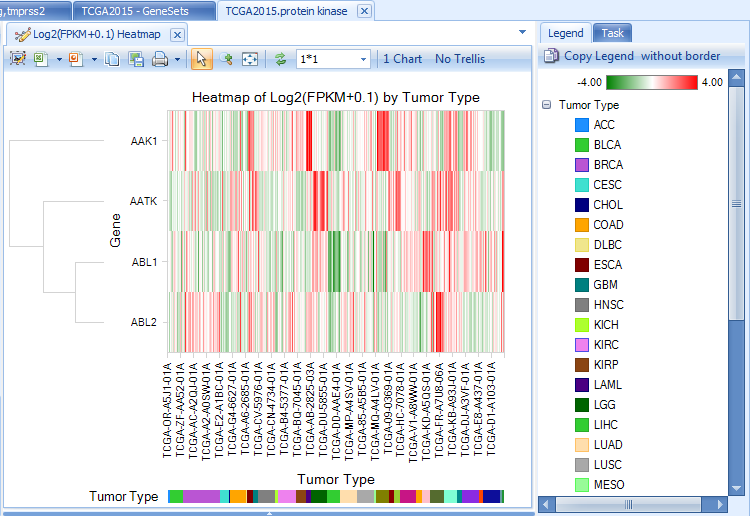 g,tmprss2
TCGA2015 - GeneSets
TCGA2015.protein kinase
Log2(FPKM+0.1) Heatmap
1*1
1 Chart
No Trellis
Heatmap of Log2(FPKM+0.1) by Tumor Type
Gene
AAK1
AATK
ABL1
ABL2
TCGA-OR-A5J1-01A
TCGA-ZF-AA52-01A
TCGA-AC-A2QJ-01A
TCGA-A2-A0SW-01A
TCGA-E2-A1BC-01A
TCGA-G4-6627-01A
TCGA-A6-2685-01A
TCGA-CV-5976-01A
TCGA-CN-4734-01A
TCGA-B4-5377-01A
TCGA-BQ-7045-01A
TCGA-AB-2825-03A
TCGA-DU-5855-01A
TCGA-DD-AAE4-01A
TCGA-MP-A4SV-01A
TCGA-85-A5B5-01A
TCGA-MQ-A4LV-01A
TCGA-09-0369-01A
TCGA-HC-7078-01A
TCGA-V1-A8WW-01A
TCGA-KD-A5QS-01A
TCGA-FR-A7U8-06A
TCGA-KB-A93J-01A
TCGA-DJ-A3VF-01A
TCGA-E8-A437-01A
TCGA-D1-A103-01A
Tumor Type
Tumor Type
Legend
Task
Copy Legend without border
-4.00
4.00
Tumor Type
ACC
BLCA
BRCA
CESC
CHOL
COAD
DLBC
ESCA
GBM
HNSC
KICH
KIRC
KIRP
LAML
LGG
LIHC
LUAD
LUSC
MESO